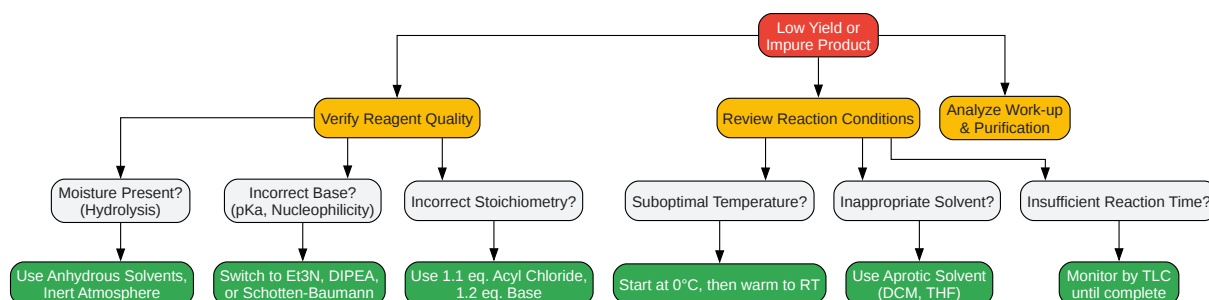 Low Yield or
Impure Product
Verify Reagent Quality
Review Reaction Conditions
Analyze Work-up
& Purification
Moisture Present?
(Hydrolysis)
Incorrect Base?
(pKa, Nucleophilicity)
Incorrect Stoichiometry?
Suboptimal Temperature?
Inappropriate Solvent?
Insufficient Reaction Time?
Use Anhydrous Solvents,
Inert Atmosphere
Switch to Et3N, DIPEA,
or Schotten-Baumann
Use 1.1 eq. Acyl Chloride,
1.2 eq. Base
Start at 0°C, then warm to RT
Use Aprotic Solvent
(DCM, THF)
Monitor by TLC
until complete